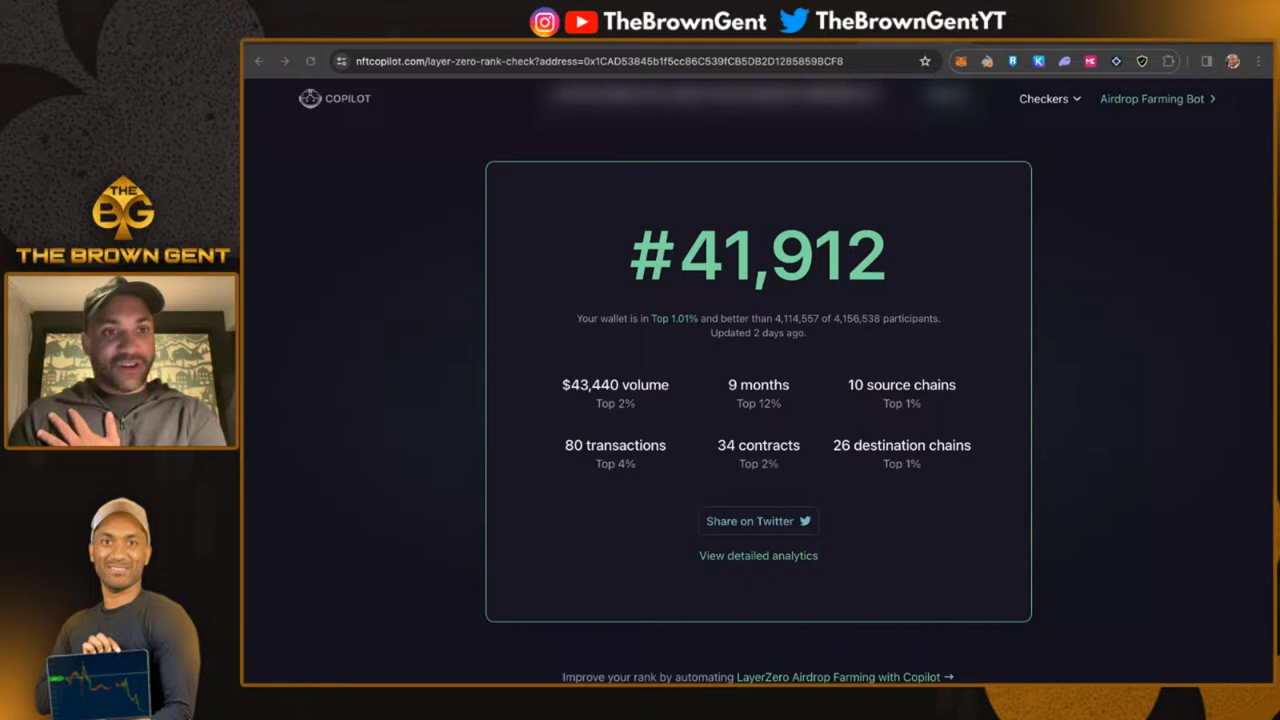 TheBrownGent TheBrownGentYT
nftcopilot.com/layer-zero-rank-check?address=0x1CAD53845b1f5cc86C539fCB5DB2D1285859BCF8
COPILOT
Checkers
Airdrop Farming Bot
THE
BG
THE BROWN GENT
#41,912
Your wallet is in Top 1.01% and better than 4,114,557 of 4,156,538 participants.
Updated 2 days ago.
$43,440 volume
Top 2%
9 months
Top 12%
10 source chains
Top 1%
80 transactions
Top 4%
34 contracts
Top 2%
26 destination chains
Top 1%
Share on Twitter
View detailed analytics
Improve your rank by automating LayerZero Airdrop Farming with Copilot →